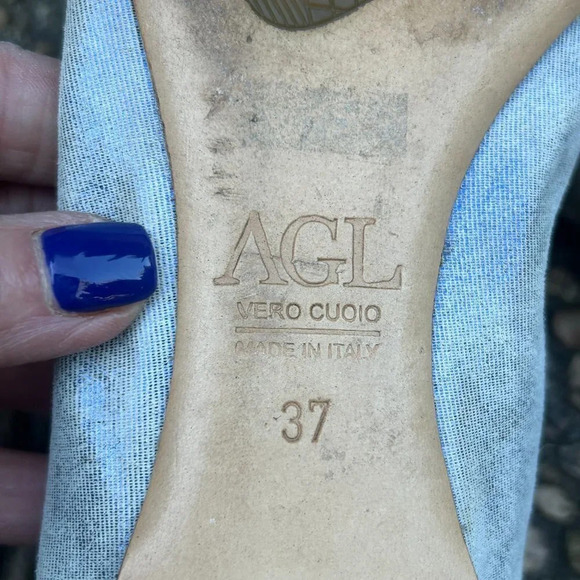 AGL
VERO CUOIO
MADE IN ITALY
37